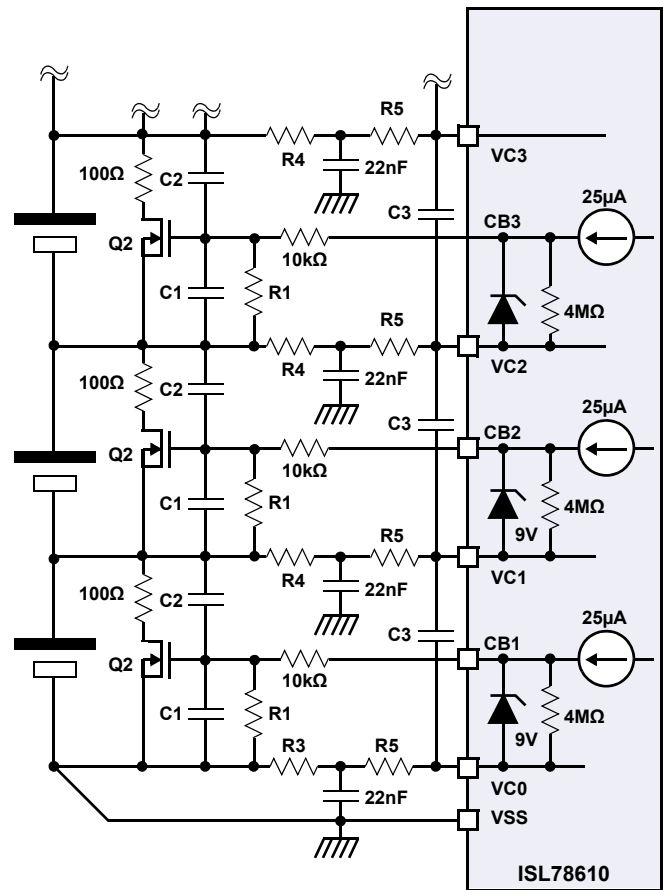 R5
VC3
R4
22nF
100Ω
C2
25µA
C3
CB3
Q2
10kΩ
C1
R1
4MΩ
R5
VC2
R4
22nF
100Ω
C2
25µA
C3
CB2
Q2
10kΩ
C1
R1
4MΩ
9V
R5
VC1
R4
22nF
100Ω
C2
25µA
C3
CB1
Q2
10kΩ
C1
R1
4MΩ
9V
R3
R5
VC0
22nF
VSS
ISL78610